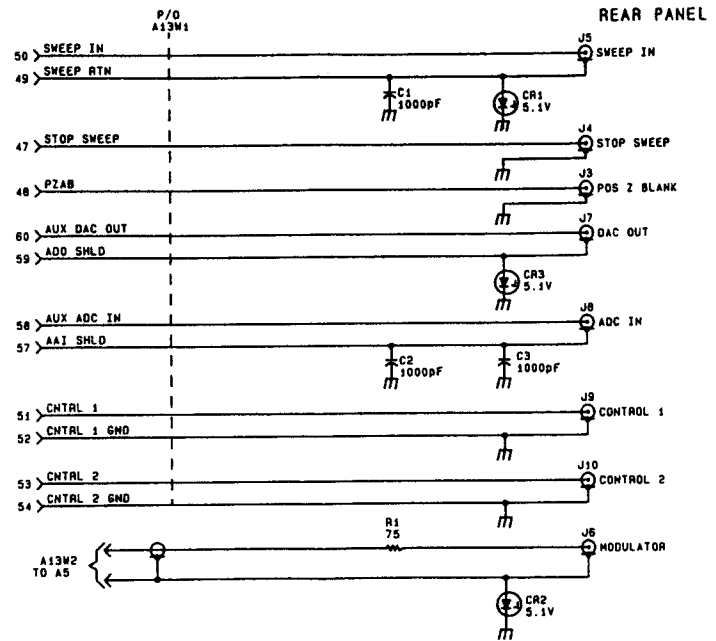 P/O
A13W1
REAR PANEL
50 SWEEP IN
J5
SWEEP IN
49 SWEEP RTN
C1
1000pF
CR1
5.1V
47 STOP SWEEP
J4
STOP SWEEP
48 PZAB
J3
POS Z BLANK
60 AUX DAC OUT
J7
DAC OUT
59 ADO SHLD
CR3
5.1V
58 AUX ADC IN
J8
ADC IN
57 AAI SHLD
C2
1000pF
C3
1000pF
51 CNTRL 1
J9
CONTROL 1
52 CNTRL 1 GND
53 CNTRL 2
J10
CONTROL 2
54 CNTRL 2 GND
R1
75
J6
MODULATOR
A13W2
TO A5
CR2
5.1V